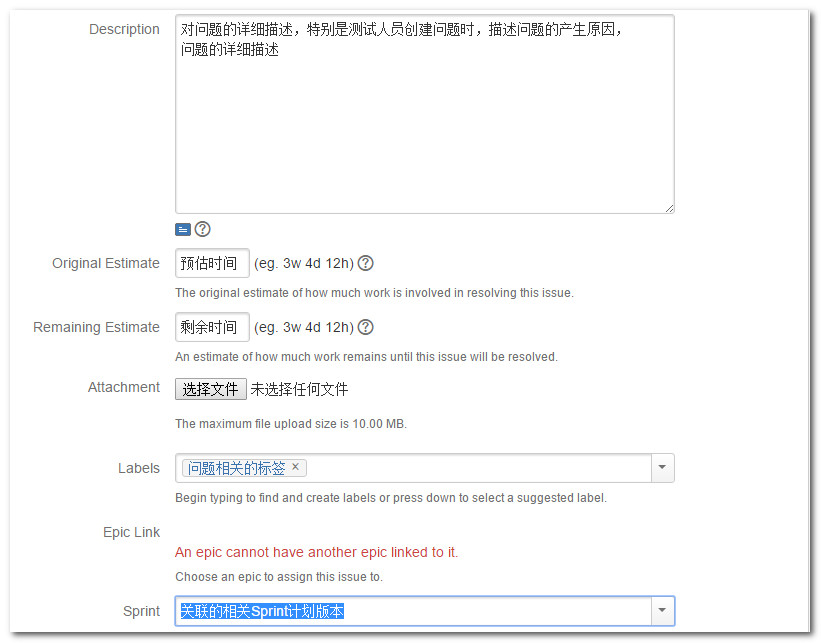 Description
对问题的详细描述，特别是测试人员创建问题时，描述问题的产生原因，
问题的详细描述
Original Estimate 预估时间 (eg. 3w 4d 12h)
The original estimate of how much work is involved in resolving this issue.
Remaining Estimate 剩余时间 (eg. 3w 4d 12h)
An estimate of how much work remains until this issue will be resolved.
Attachment 选择文件 未选择任何文件
The maximum file upload size is 10.00 MB.
Labels 问题相关的标签 ×
Begin typing to find and create labels or press down to select a suggested label.
Epic Link
An epic cannot have another epic linked to it.
Choose an epic to assign this issue to.
Sprint 关联的相关Sprint计划版本